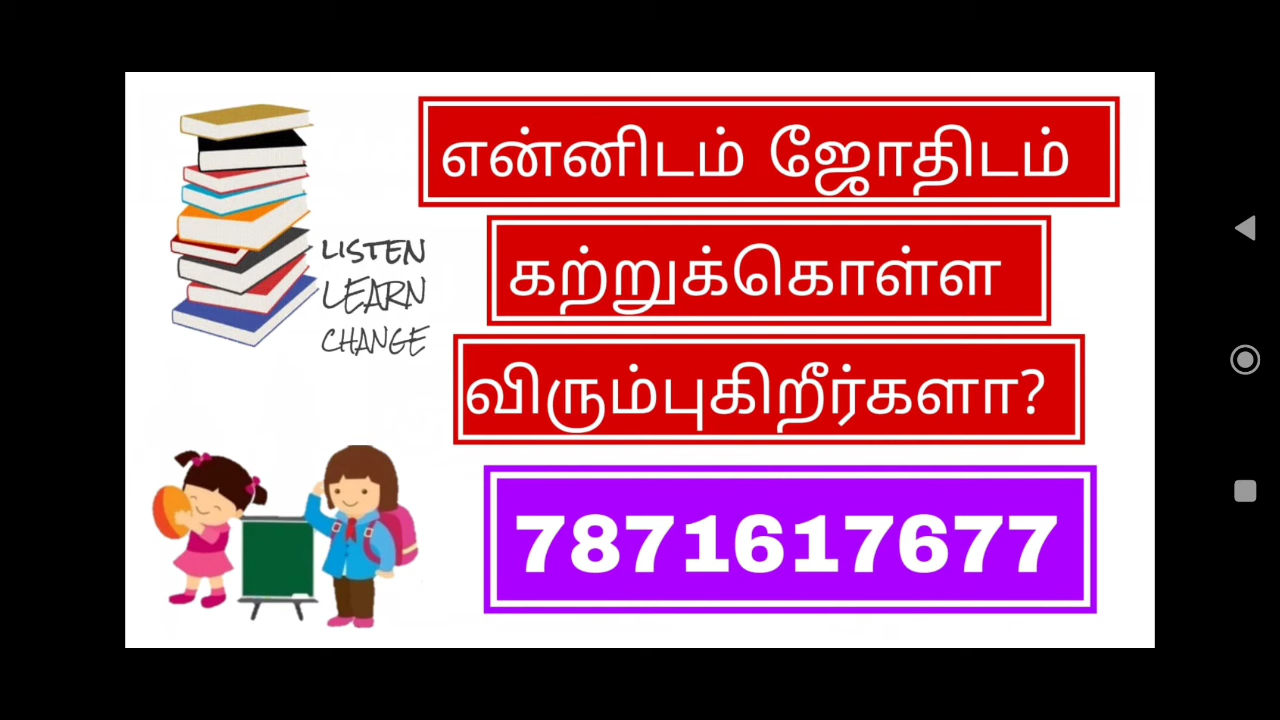 என்னிடம் ஜோதிடம்
கற்றுக்கொள்ள
விரும்புகிறீர்களா?
7871617677
LISTEN
LEARN
CHANGE